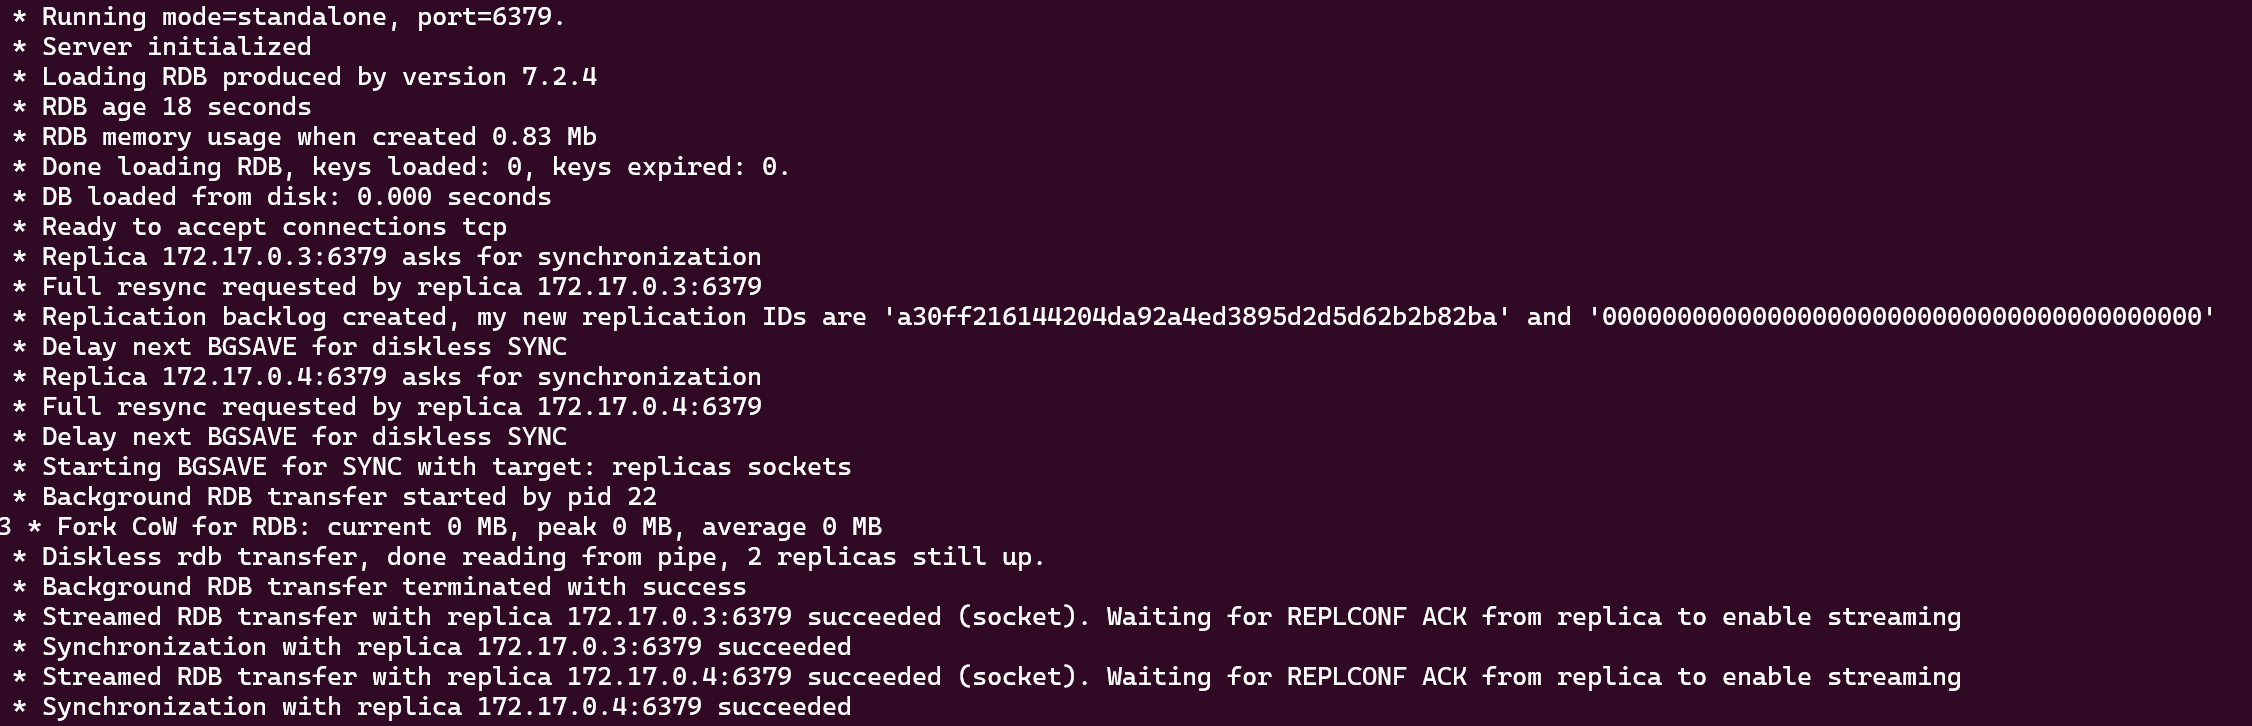 * Running mode=standalone, port=6379.
* Server initialized
* Loading RDB produced by version 7.2.4
* RDB age 18 seconds
* RDB memory usage when created 0.83 Mb
* Done loading RDB, keys loaded: 0, keys expired: 0.
* DB loaded from disk: 0.000 seconds
* Ready to accept connections tcp
* Replica 172.17.0.3:6379 asks for synchronization
* Full resync requested by replica 172.17.0.3:6379
* Replication backlog created, my new replication IDs are 'a30ff216144204da92a4ed3895d2d5d62b2b82ba' and '0000000000000000000000000000000000000000'
* Delay next BGSAVE for diskless SYNC
* Replica 172.17.0.4:6379 asks for synchronization
* Full resync requested by replica 172.17.0.4:6379
* Delay next BGSAVE for diskless SYNC
* Starting BGSAVE for SYNC with target: replicas sockets
* Background RDB transfer started by pid 22
3 * Fork CoW for RDB: current 0 MB, peak 0 MB, average 0 MB
* Diskless rdb transfer, done reading from pipe, 2 replicas still up.
* Background RDB transfer terminated with success
* Streamed RDB transfer with replica 172.17.0.3:6379 succeeded (socket). Waiting for REPLCONF ACK from replica to enable streaming
* Synchronization with replica 172.17.0.3:6379 succeeded
* Streamed RDB transfer with replica 172.17.0.4:6379 succeeded (socket). Waiting for REPLCONF ACK from replica to enable streaming
* Synchronization with replica 172.17.0.4:6379 succeeded